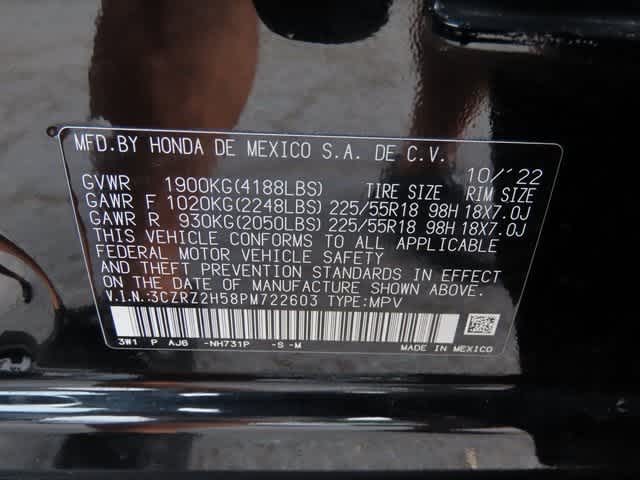 MFD.BY HONDA DE MEXICO S.A. DE C.V. 10/'22
GVWR 1900KG(4188LBS) TIRE SIZE RIM SIZE
GAWR F 1020KG(2248LBS) 225/55R18 98H 18X7.0J
GAWR R 930KG(2050LBS) 225/55R18 98H 18X7.0J
THIS VEHICLE CONFORMS TO ALL APPLICABLE
FEDERAL MOTOR VEHICLE SAFETY
AND THEFT PREVENTION STANDARDS IN EFFECT
ON THE DATE OF MANUFACTURE SHOWN ABOVE.
V.I.N.:3CZRZ2H58PM722603 TYPE:MPV
3W1 P AJ6 -NH731P -S-M MADE IN MEXICO